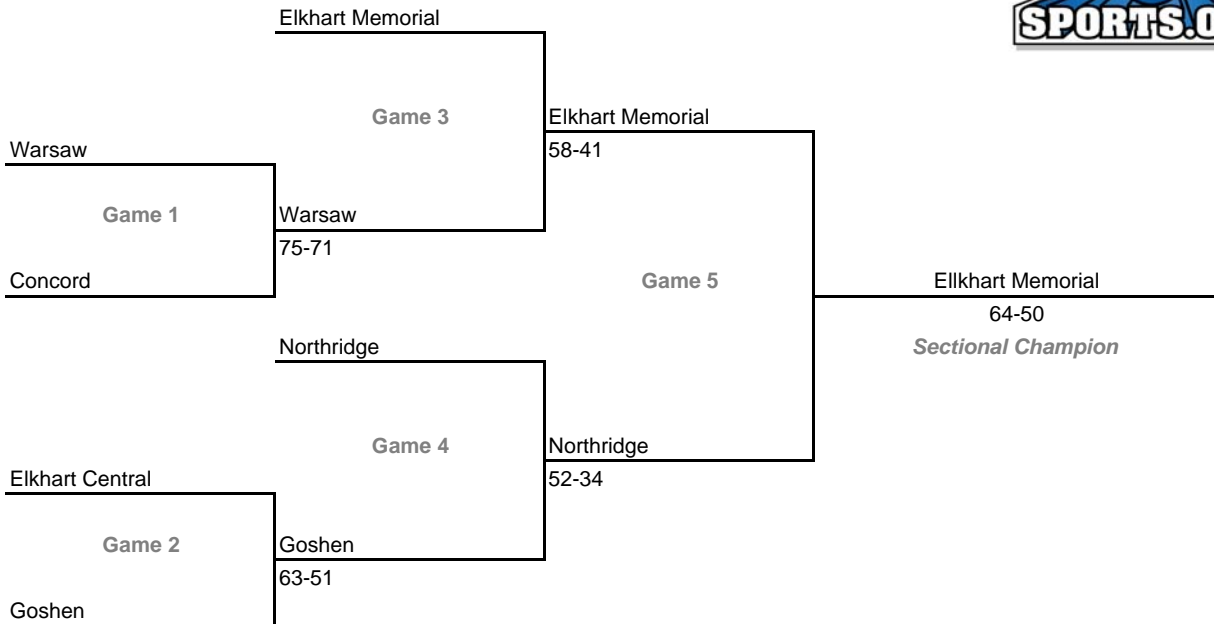 SPORTS.O
Elkhart Memorial
Game 3
Elkhart Memorial
Warsaw
58-41
Game 1
Warsaw
75-71
Concord
Game 5
Ellkhart Memorial
64-50
Northridge
Sectional Champion
Game 4
Northridge
Elkhart Central
52-34
Game 2
Goshen
63-51
Goshen